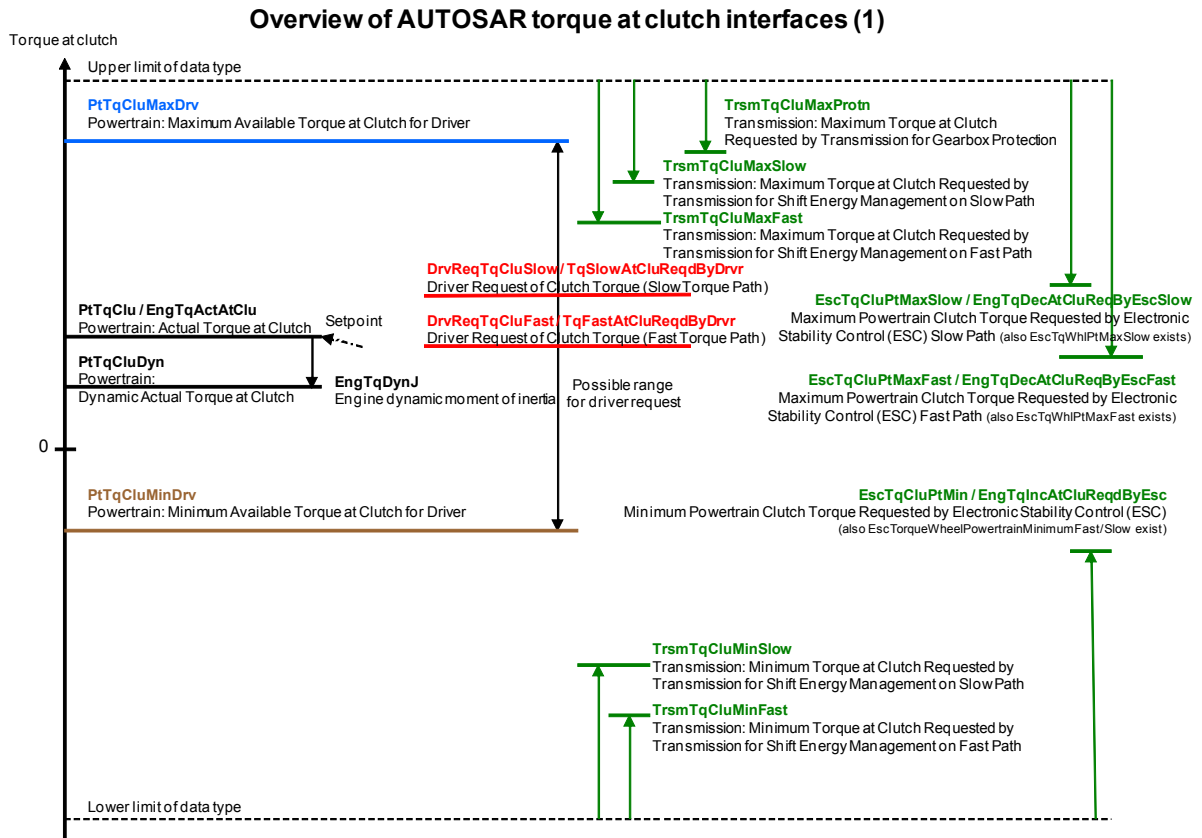 Overview of AUTOSAR torque at clutch interfaces (1)
Torque at clutch
Upper limit of data type
PtTqCluMaxDrv
Powertrain: Maximum Available Torque at Clutch for Driver
TrsmTqCluMaxProtn
Transmission: Maximum Torque at Clutch
Requested by Transmission for Gearbox Protection
TrsmTqCluMaxSlow
Transmission: Maximum Torque at Clutch Requested by
Transmission for Shift Energy Management on Slow Path
TrsmTqCluMaxFast
Transmission: Maximum Torque at Clutch Requested by
Transmission for Shift Energy Management on Fast Path
DrvReqTqCluSlow / TqSlowAtCluReqdByDrvr
Driver Request of Clutch Torque (Slow Torque Path)
DrvReqTqCluFast / TqFastAtCluReqdByDrvr
Driver Request of Clutch Torque (Fast Torque Path)
PtTqClu / EngTqActAtClu
Powertrain: Actual Torque at Clutch
Setpoint
PtTqCluDyn
Powertrain:
Dynamic Actual Torque at Clutch
EngTqDynJ
Engine dynamic moment of inertia
Possible range
for driver request
EscTqCluPtMaxSlow / EngTqDecAtCluReqByEscSlow
Maximum Powertrain Clutch Torque Requested by Electronic
Stability Control (ESC) Slow Path (also EscTqWhlPtMaxSlow exists)
EscTqCluPtMaxFast / EngTqDecAtCluReqByEscFast
Maximum Powertrain Clutch Torque Requested by Electronic
Stability Control (ESC) Fast Path (also EscTqWhlPtMaxFast exists)
0
PtTqCluMinDrv
Powertrain: Minimum Available Torque at Clutch for Driver
EscTqCluPtMin / EngTqIncAtCluReqdByEsc
Minimum Powertrain Clutch Torque Requested by Electronic Stability Control (ESC)
(also EscTorqueWheelPowertrainMinimumFast/Slow exist)
TrsmTqCluMinSlow
Transmission: Minimum Torque at Clutch Requested by
Transmission for Shift Energy Management on Slow Path
TrsmTqCluMinFast
Transmission: Minimum Torque at Clutch Requested by
Transmission for Shift Energy Management on Fast Path
Lower limit of data type